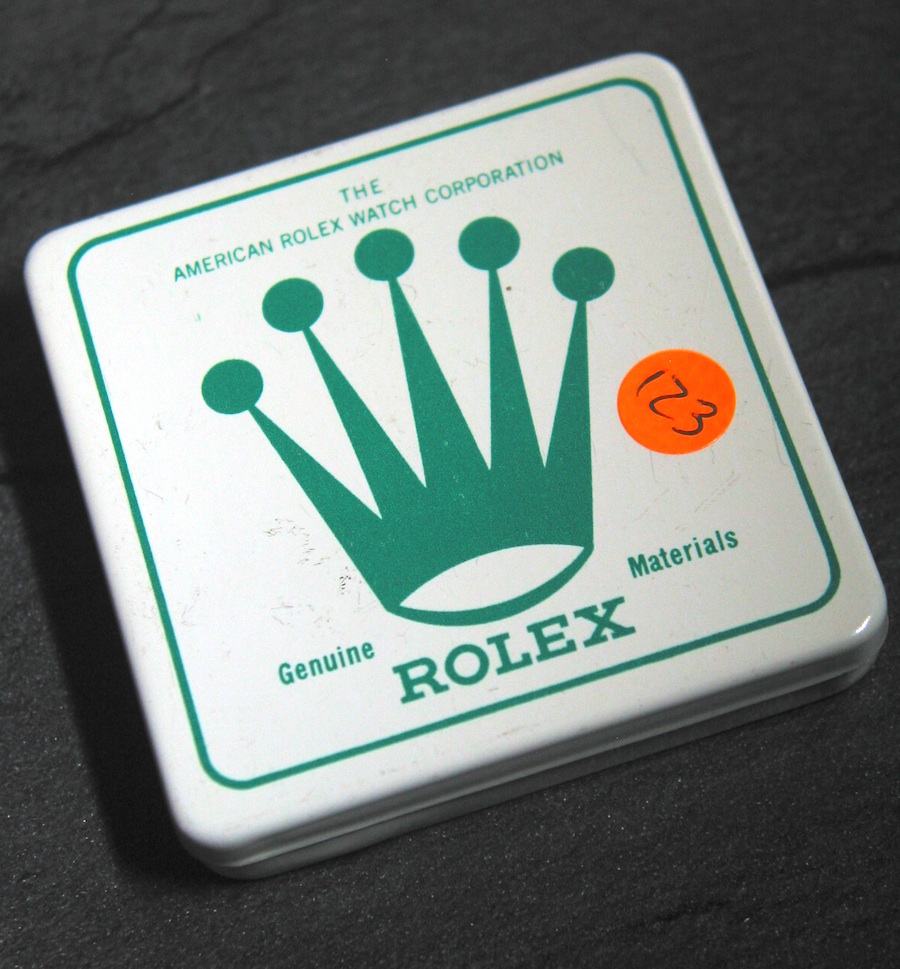 THE
AMERICAN ROLEX WATCH CORPORATION
123
Genuine
Materials
ROLEX